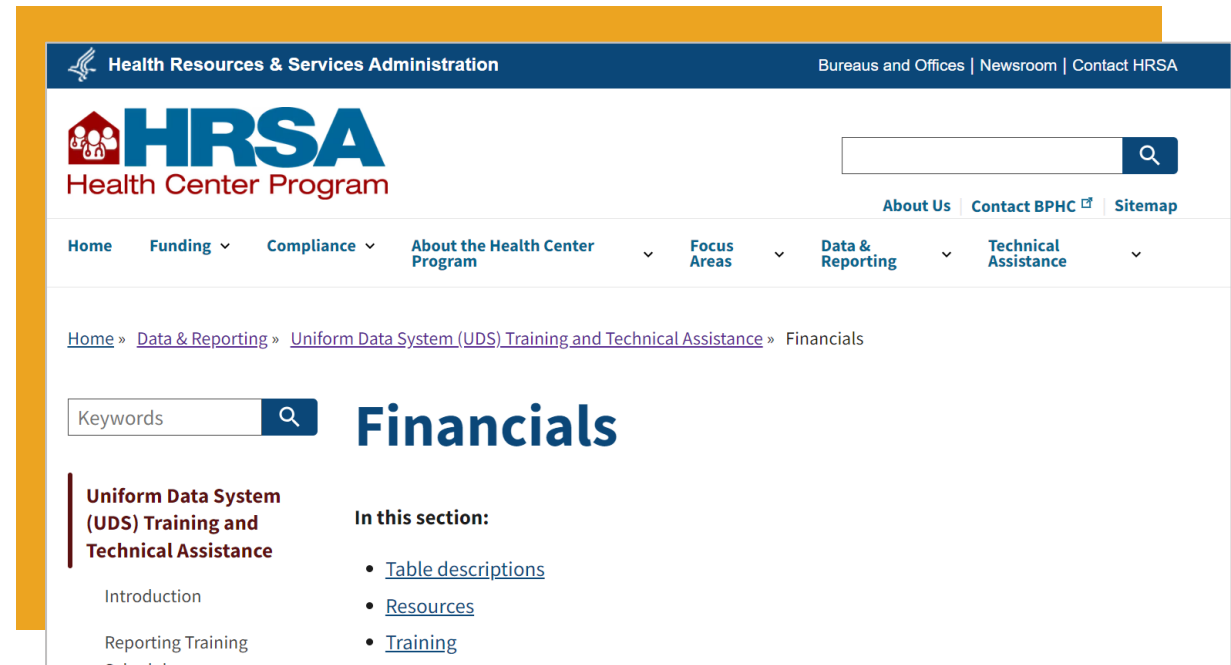 Health Resources & Services Administration
Bureaus and Offices | Newsroom | Contact HRSA
HRSA
Health Center Program
About Us | Contact BPHC | Sitemap
Home Funding Compliance About the Health Center Program Focus Areas Data & Reporting Technical Assistance
Home » Data & Reporting » Uniform Data System (UDS) Training and Technical Assistance » Financials
Keywords
Financials
Uniform Data System
(UDS) Training and
Technical Assistance
In this section:
• Table descriptions
Introduction
• Resources
Reporting Training
• Training